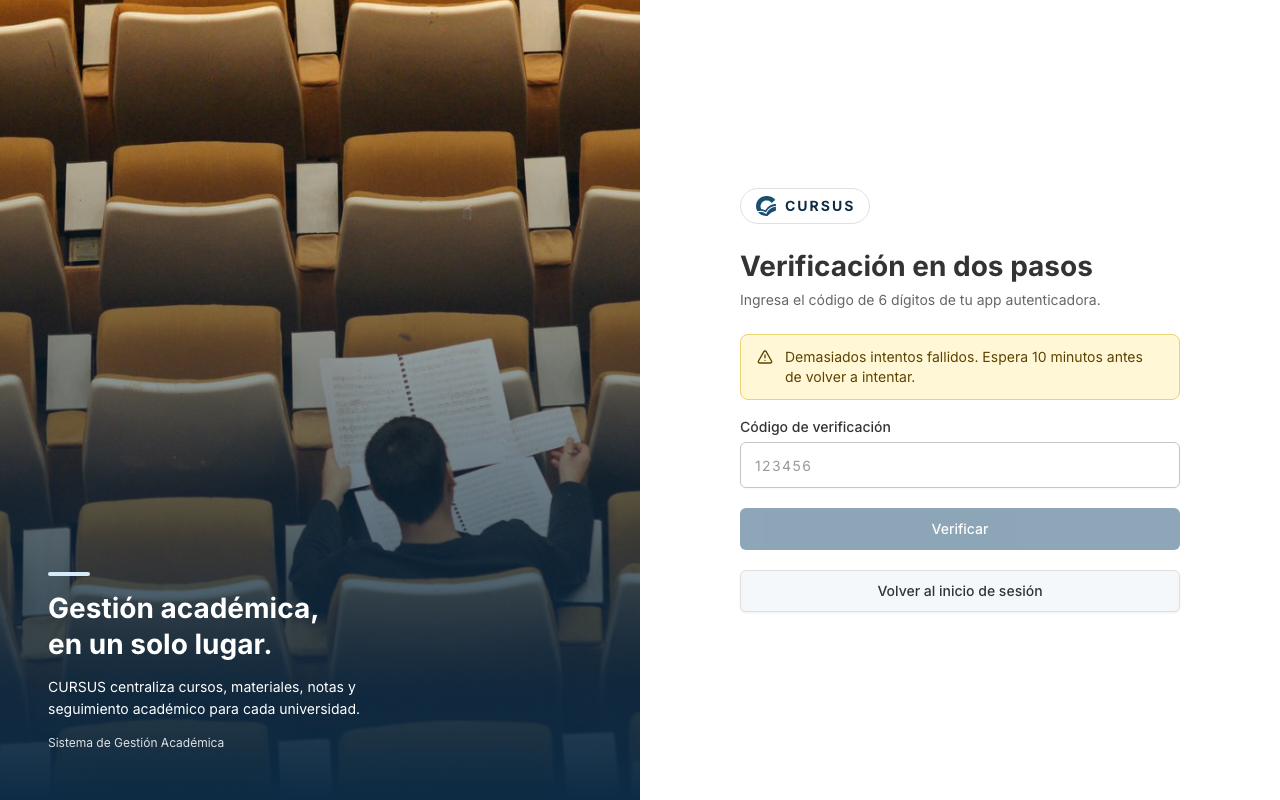 Gestión académica,
en un solo lugar.
CURSUS centraliza cursos, materiales, notas y
seguimiento académico para cada universidad.
Sistema de Gestión Académica
CURSUS
Verificación en dos pasos
Ingresa el código de 6 dígitos de tu app autenticadora.
Demasiados intentos fallidos. Espera 10 minutos antes
de volver a intentar.
Código de verificación
123456
Verificar
Volver al inicio de sesión